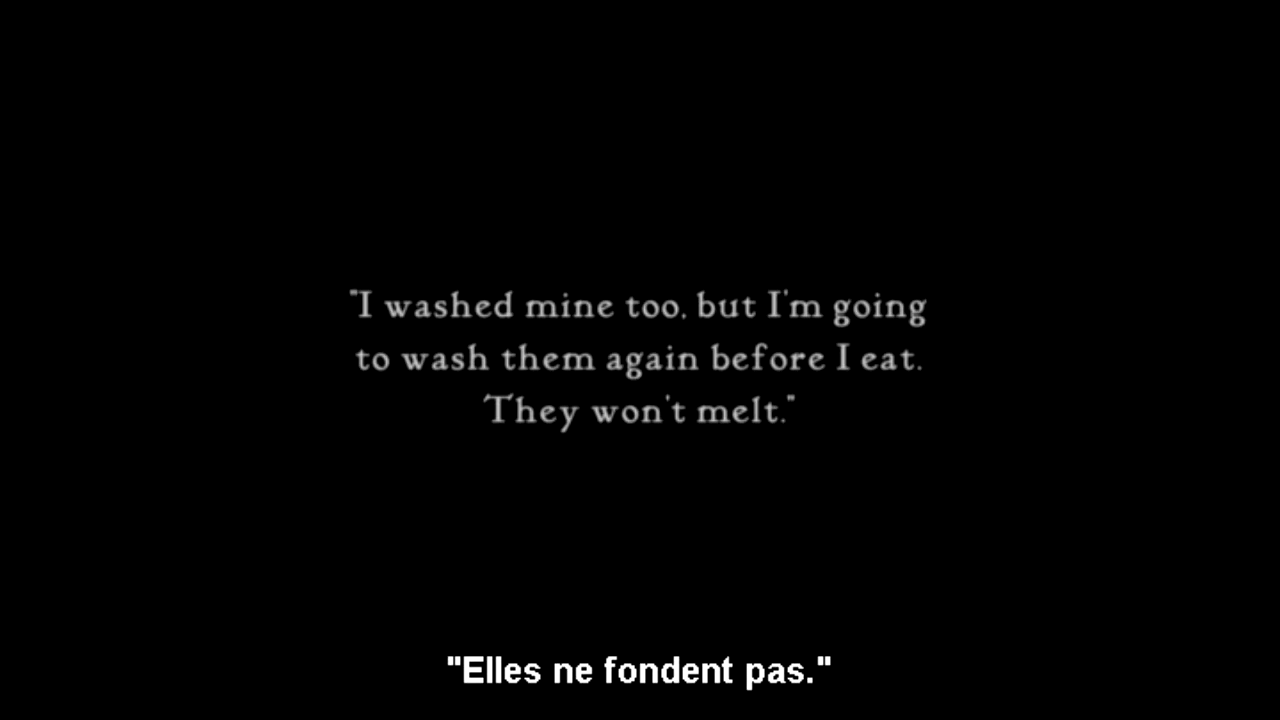 "I washed mine too, but I'm going
to wash them again before I eat.
They won't melt."
"Elles ne fondent pas."